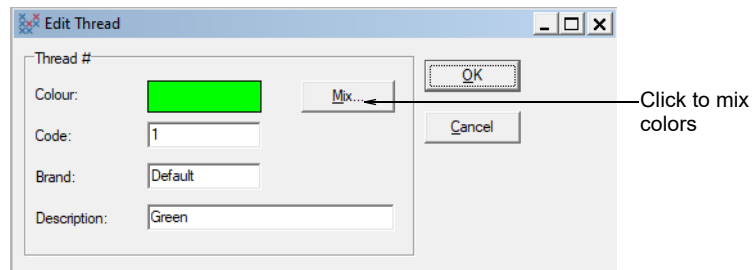 Edit Thread
Thread #
Colour:
Mix...
OK
Click to mix
colors
Code:
1
Cancel
Brand:
Default
Description:
Green